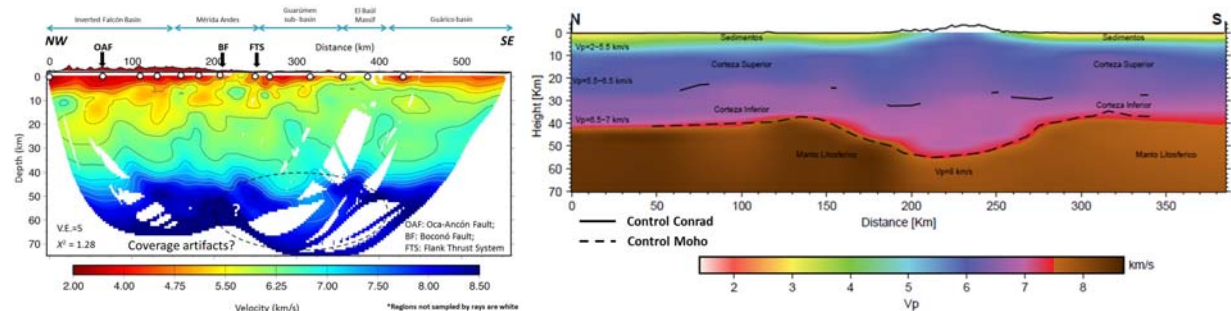 Inverted Falcón Basin
Mérida Andes
Guarúmen sub-basin
El Baúl Massif
Guárico basin
NW
OAF
BF
FTS
Distance (km)
SE
0 100 200 300 400 500
Depth (km)
0
10
20
30
40
50
60
70
?
V.E.=5
X² = 1.28
Coverage artifacts?
OAF: Oca-Ancón Fault;
BF: Boconó Fault;
FTS: Flank Thrust System
2.00 4.00 4.75 5.50 6.25 7.00 7.75 8.00 8.50
Velocity (km/s)
*Regions not sampled by rays are white
N
S
Sedimentos
Sedimentos
Vp=2-5.5 km/s
Corteza Superior
Corteza Superior
Vp=5.5-6.5 km/s
Corteza Inferior
Corteza Inferior
Vp=6.5-7 km/s
Manto Litosferico
Manto Litosferico
Vp=8 km/s
Height [Km]
0
10
20
30
40
50
60
70
0 50 100 150 200 250 300 350
Distance [Km]
Control Conrad
Control Moho
km/s
2 3 4 5 6 7 8
Vp